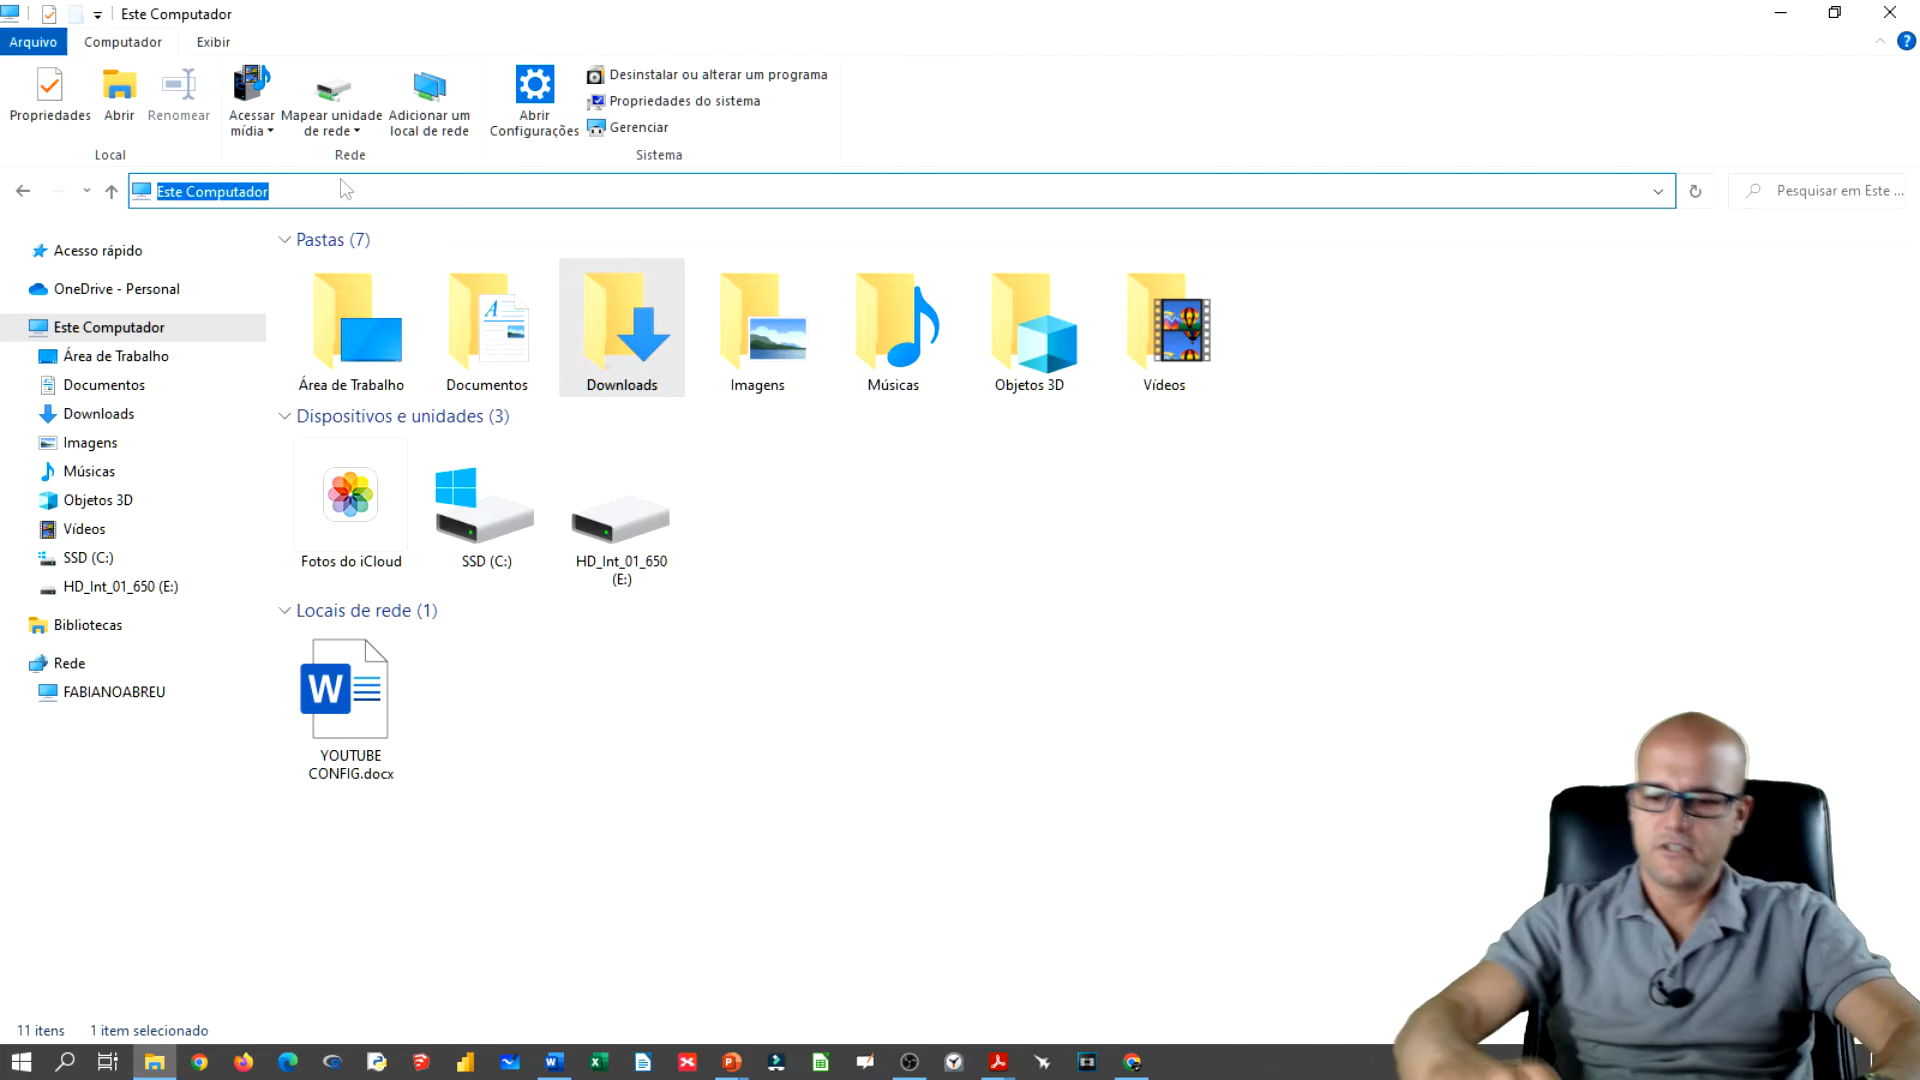 Este Computador
Arquivo Computador Exibir
Propriedades
Abrir
Renomear
Local
Acessar mídia
Mapear unidade de rede
Adicionar um local de rede
Rede
Abrir Configurações
Desinstalar ou alterar um programa
Propriedades do sistema
Gerenciar
Sistema
Este Computador
Pesquisar em Este ...
Acesso rápido
OneDrive - Personal
Este Computador
Área de Trabalho
Documentos
Downloads
Imagens
Músicas
Objetos 3D
Vídeos
SSD (C:)
HD_Int_01_650 (E:)
Bibliotecas
Rede
FABIANOABREU
Pastas (7)
Área de Trabalho Documentos Downloads Imagens Músicas Objetos 3D Vídeos
Dispositivos e unidades (3)
Fotos do iCloud
SSD (C:)
HD_Int_01_650
(E:)
Locais de rede (1)
W
YOUTUBE
CONFIG.docx
11 itens 1 item selecionado